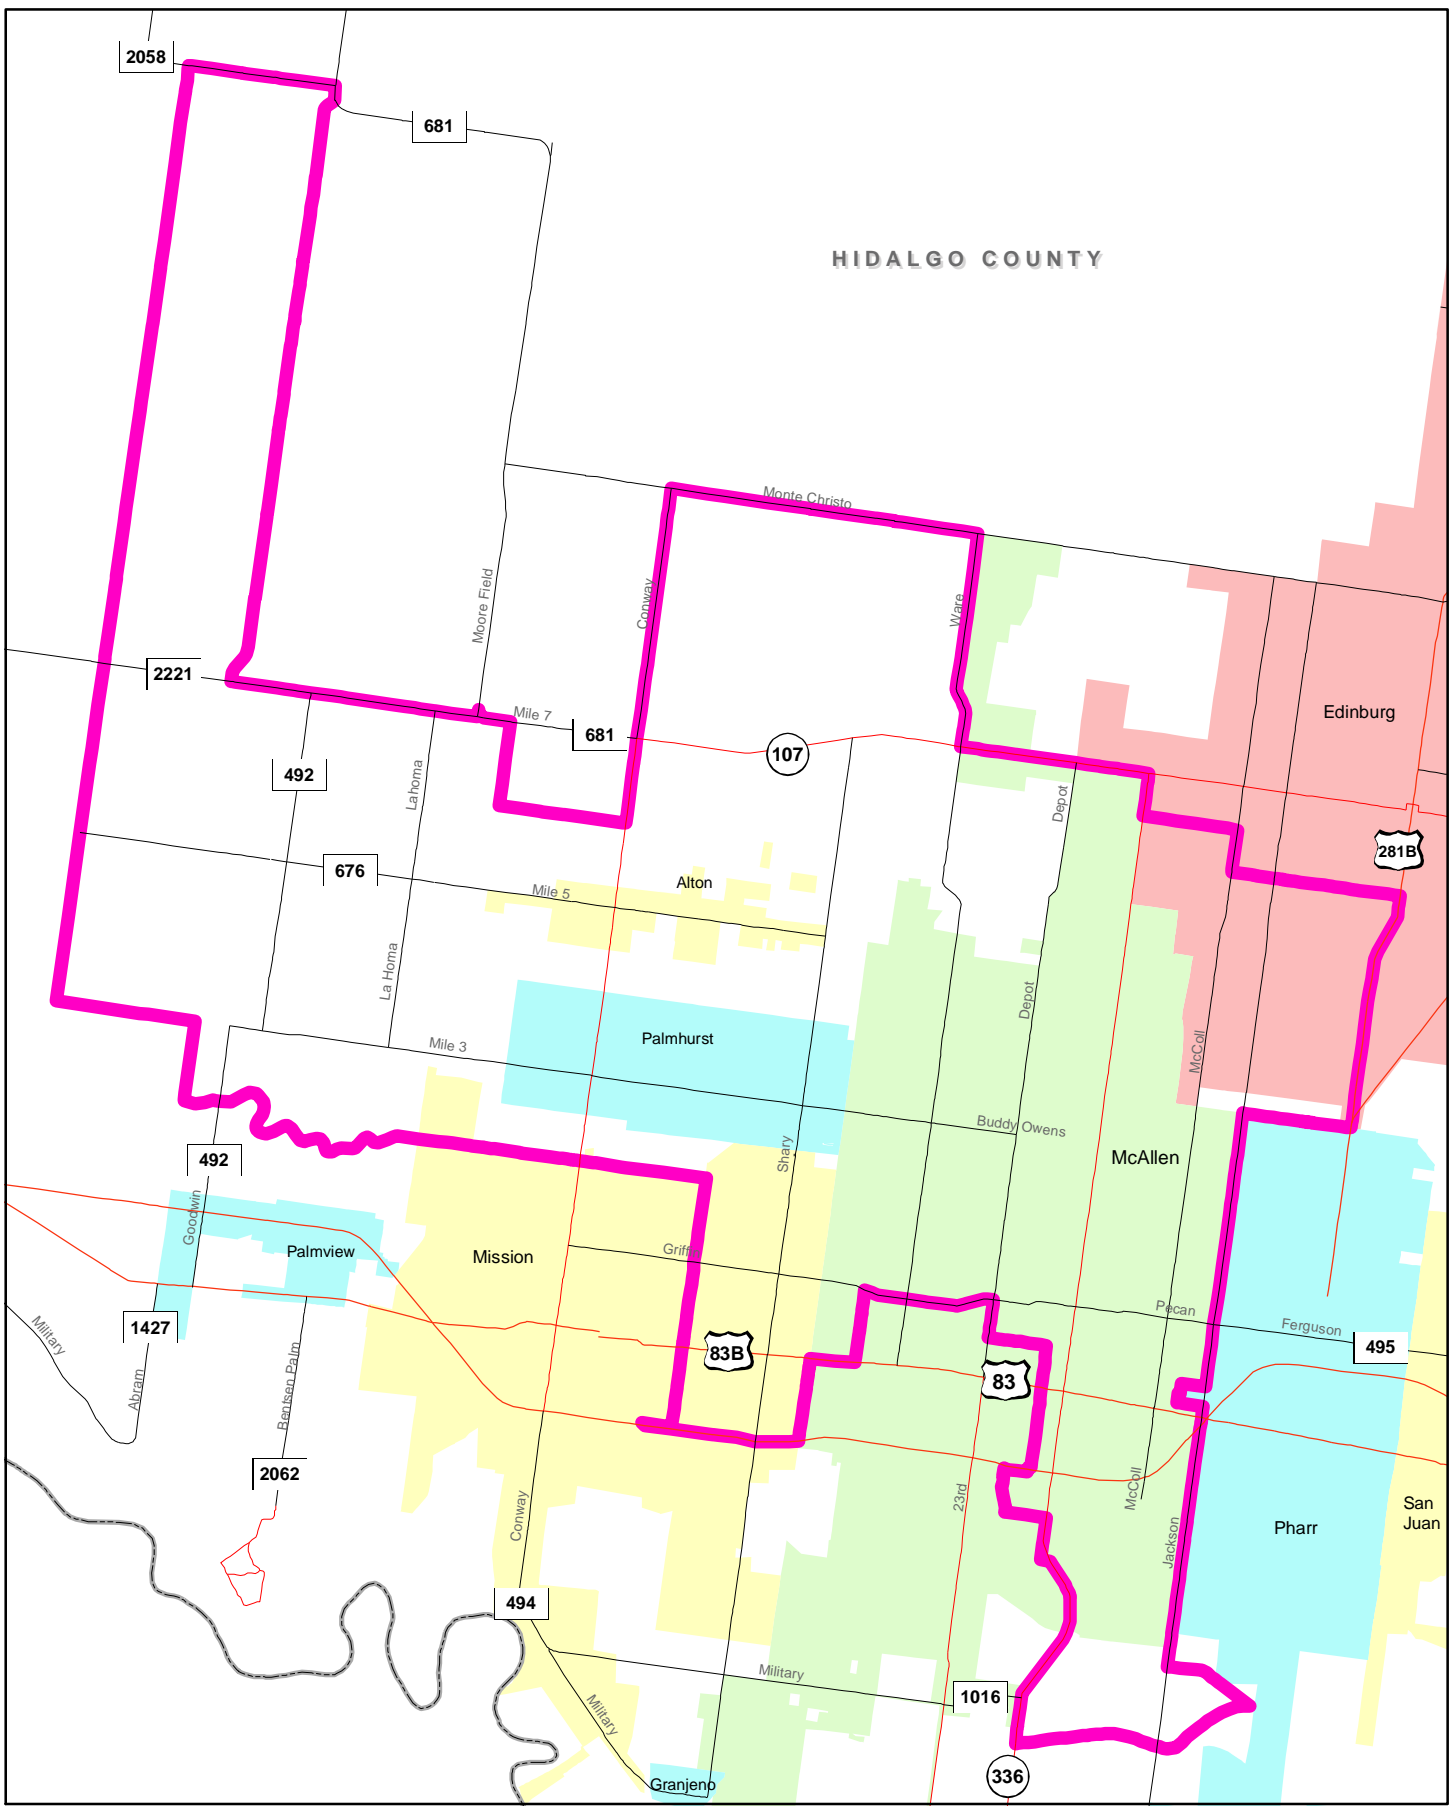 2058
681
HIDALGO COUNTY
Monte Christo
Moore Field
Conway
Ware
2221
Mile 7
681
107
Edinburg
492
Lahoma
Depot
281B
676
Mile 5
Alton
La Homa
Depot
Palmhurst
Mile 3
McColl
Buddy Owens
492
Shary
McAllen
Goodwin
Palmview
Mission
Griffin
Pecan
Ferguson
495
Military
1427
83B
83
Abram
Bentsen Palm
2062
McColl
23rd
Conway
Jackson
Pharr
San
Juan
494
Military
1016
Military
Granjeno
336